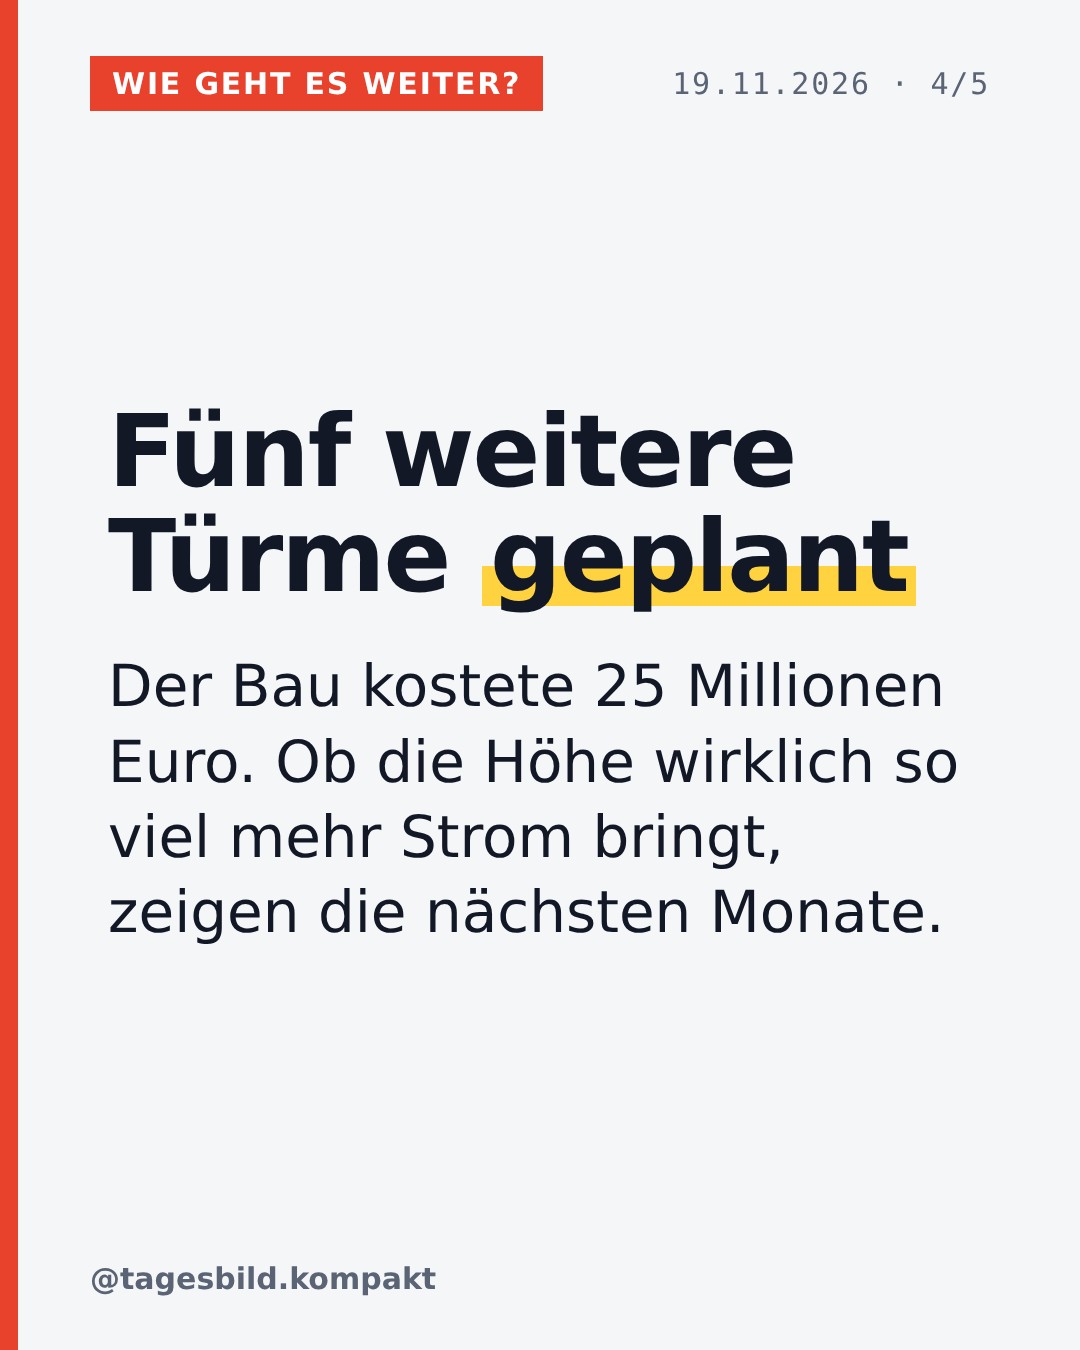 WIE GEHT ES WEITER?
19.11.2026 · 4/5
Fünf weitere
Türme geplant
Der Bau kostete 25 Millionen
Euro. Ob die Höhe wirklich so
viel mehr Strom bringt,
zeigen die nächsten Monate.
@tagesbild.kompakt